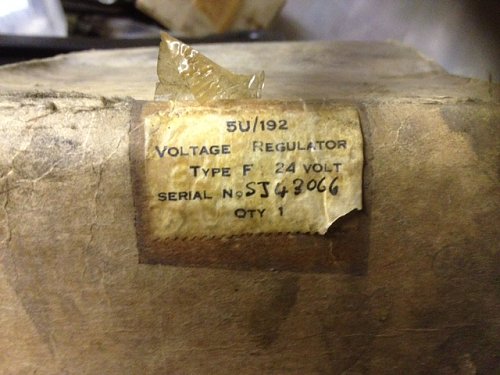 5U/192
VOLTAGE REGULATOR
TYPE F. 24 VOLT
SERIAL No SJ43066
QTY 1